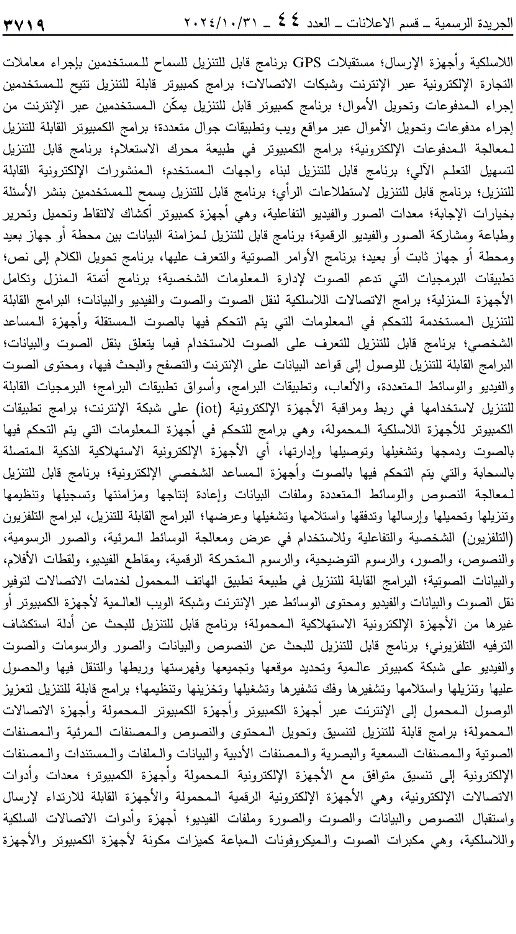 الجريدة الرسمية ــ قسم الاعلانات ــ العدد ٤٤ ــ ٢٠٢٤/١٠/٣١ ٣٧١٩
اللاسلكية وأجهزة الإرسال؛ مستقبلات GPS برنامج قابل للتنزيل للسماح للمستخدمين بإجراء معاملات
التجارة الإلكترونية عبر الإنترنت وشبكات الاتصالات؛ برامج كمبيوتر قابلة للتنزيل تتيح للمستخدمين
إجراء المدفوعات وتحويل الأموال؛ برنامج كمبيوتر قابل للتنزيل يمكّن المستخدمين عبر الإنترنت من
إجراء مدفوعات وتحويل الأموال عبر مواقع ويب وتطبيقات جوال متعددة؛ برامج الكمبيوتر القابلة للتنزيل
لمعالجة المدفوعات الإلكترونية؛ برامج الكمبيوتر في طبيعة محرك الاستعلام؛ برنامج قابل للتنزيل
لتسهيل التعلم الآلي؛ برنامج قابل للتنزيل لبناء واجهات المستخدم؛ المنشورات الإلكترونية القابلة
للتنزيل؛ برنامج قابل للتنزيل لاستطلاعات الرأي؛ برنامج قابل للتنزيل يسمح للمستخدمين بنشر الأسئلة
بخيارات الإجابة؛ معدات الصور والفيديو التفاعلية، وهي أجهزة كمبيوتر أكشاك لالتقاط وتحميل وتحرير
وطباعة ومشاركة الصور والفيديو الرقمية؛ برنامج قابل للتنزيل لمزامنة البيانات بين محطة أو جهاز بعيد
ومحطة أو جهاز ثابت أو بعيد؛ برنامج الأوامر الصوتية والتعرف عليها، برنامج تحويل الكلام إلى نص؛
تطبيقات البرمجيات التي تدعم الصوت لإدارة المعلومات الشخصية؛ برنامج أتمتة المنزل وتكامل
الأجهزة المنزلية؛ برامج الاتصالات اللاسلكية لنقل الصوت والصوت والفيديو والبيانات؛ البرامج القابلة
للتنزيل المستخدمة للتحكم في المعلومات التي يتم التحكم فيها بالصوت المستقلة وأجهزة المساعد
الشخصي؛ برنامج قابل للتنزيل للتعرف على الصوت للاستخدام فيما يتعلق بنقل الصوت والبيانات؛
البرامج القابلة للتنزيل للوصول إلى قواعد البيانات على الإنترنت والتصفح والبحث فيها، ومحتوى الصوت
والفيديو والوسائط المتعددة، والألعاب، وتطبيقات البرامج، وأسواق تطبيقات البرامج؛ البرمجيات القابلة
للتنزيل لاستخدامها في ربط ومراقبة الأجهزة الإلكترونية (iot) على شبكة الإنترنت؛ برامج تطبيقات
الكمبيوتر للأجهزة اللاسلكية المحمولة، وهي برامج للتحكم في أجهزة المعلومات التي يتم التحكم فيها
بالصوت ودمجها وتشغيلها وتوصيلها وإدارتها، أي الأجهزة الإلكترونية الاستهلاكية الذكية المتصلة
بالسحابة والتي يتم التحكم فيها بالصوت وأجهزة المساعد الشخصي الإلكترونية؛ برنامج قابل للتنزيل
لمعالجة النصوص والوسائط المتعددة وملفات البيانات وإعادة إنتاجها ومزامنتها وتسجيلها وتنظيمها
وتنزيلها وتحميلها وإرسالها وتدفقها واستلامها وتشغيلها وعرضها؛ البرامج القابلة للتنزيل، لبرامج التلفزيون
(التلفزيون) الشخصية والتفاعلية وللاستخدام في عرض ومعالجة الوسائط المرئية، والصور الرسومية،
والنصوص، والصور، والرسوم التوضيحية، والرسوم المتحركة الرقمية، ومقاطع الفيديو، ولقطات الأفلام،
والبيانات الصوتية؛ البرامج القابلة للتنزيل في طبيعة تطبيق الهاتف المحمول لخدمات الاتصالات لتوفير
نقل الصوت والبيانات والفيديو ومحتوى الوسائط عبر الإنترنت وشبكة الويب العالمية لأجهزة الكمبيوتر أو
غيرها من الأجهزة الإلكترونية الاستهلاكية المحمولة؛ برنامج قابل للتنزيل للبحث عن أدلة استكشاف
الترفيه التلفزيوني؛ برنامج قابل للتنزيل للبحث عن النصوص والبيانات والصور والرسومات والصوت
والفيديو على شبكة كمبيوتر عالمية وتحديد موقعها وتجميعها وفهرستها وربطها والتنقل فيها والحصول
عليها وتنزيلها واستلامها وتشفيرها وفك تشفيرها وتشغيلها وتخزينها وتنظيمها؛ برامج قابلة للتنزيل لتعزيز
الوصول المحمول إلى الإنترنت عبر أجهزة الكمبيوتر وأجهزة الكمبيوتر المحمولة وأجهزة الاتصالات
المحمولة؛ برامج قابلة للتنزيل لتنسيق وتحويل المحتوى والنصوص والمصنفات المرئية والمصنفات
الصوتية والمصنفات السمعية والبصرية والمصنفات الأدبية والبيانات والملفات والمستندات والمصنفات
الإلكترونية إلى تنسيق متوافق مع الأجهزة الإلكترونية المحمولة وأجهزة الكمبيوتر؛ معدات وأدوات
الاتصالات الإلكترونية، وهي الأجهزة الإلكترونية الرقمية المحمولة والأجهزة القابلة للارتداء لإرسال
واستقبال النصوص والبيانات والصوت والصورة وملفات الفيديو؛ أجهزة وأدوات الاتصالات السلكية
واللاسلكية، وهي مكبرات الصوت والميكروفونات المباعة كميزات مكونة لأجهزة الكمبيوتر والأجهزة